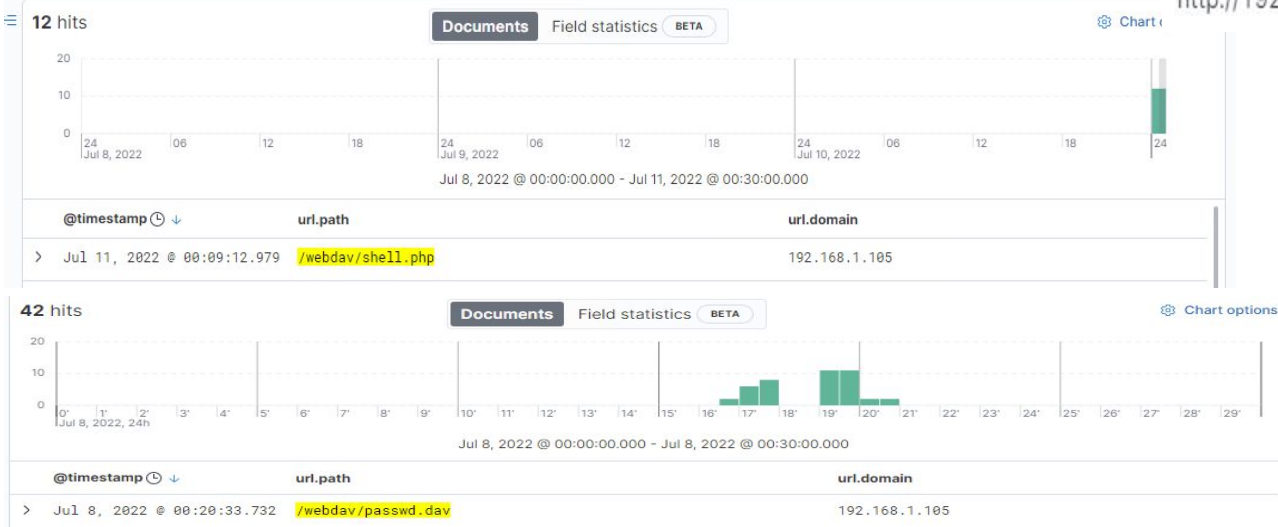 http://192
12 hits
Documents Field statistics BETA
Chart
20
10
0
24 06 12 18 24 06 12 18 24 06 12 18 24
Jul 8, 2022 Jul 9, 2022 Jul 10, 2022
Jul 8, 2022 @ 00:00:00.000 - Jul 11, 2022 @ 00:30:00.000
@timestamp url.path url.domain
Jul 11, 2022 @ 00:09:12.979 /webdav/shell.php 192.168.1.105
42 hits
Documents Field statistics BETA
Chart options
20
10
0
0' 1' 2' 3' 4' 5' 6' 7' 8' 9' 10' 11' 12' 13' 14' 15' 16' 17' 18' 19' 20' 21' 22' 23' 24' 25' 26' 27' 28' 29'
Jul 8, 2022, 24h
Jul 8, 2022 @ 00:00:00.000 - Jul 8, 2022 @ 00:30:00.000
@timestamp url.path url.domain
Jul 8, 2022 @ 00:20:33.732 /webdav/passwd.dav 192.168.1.105